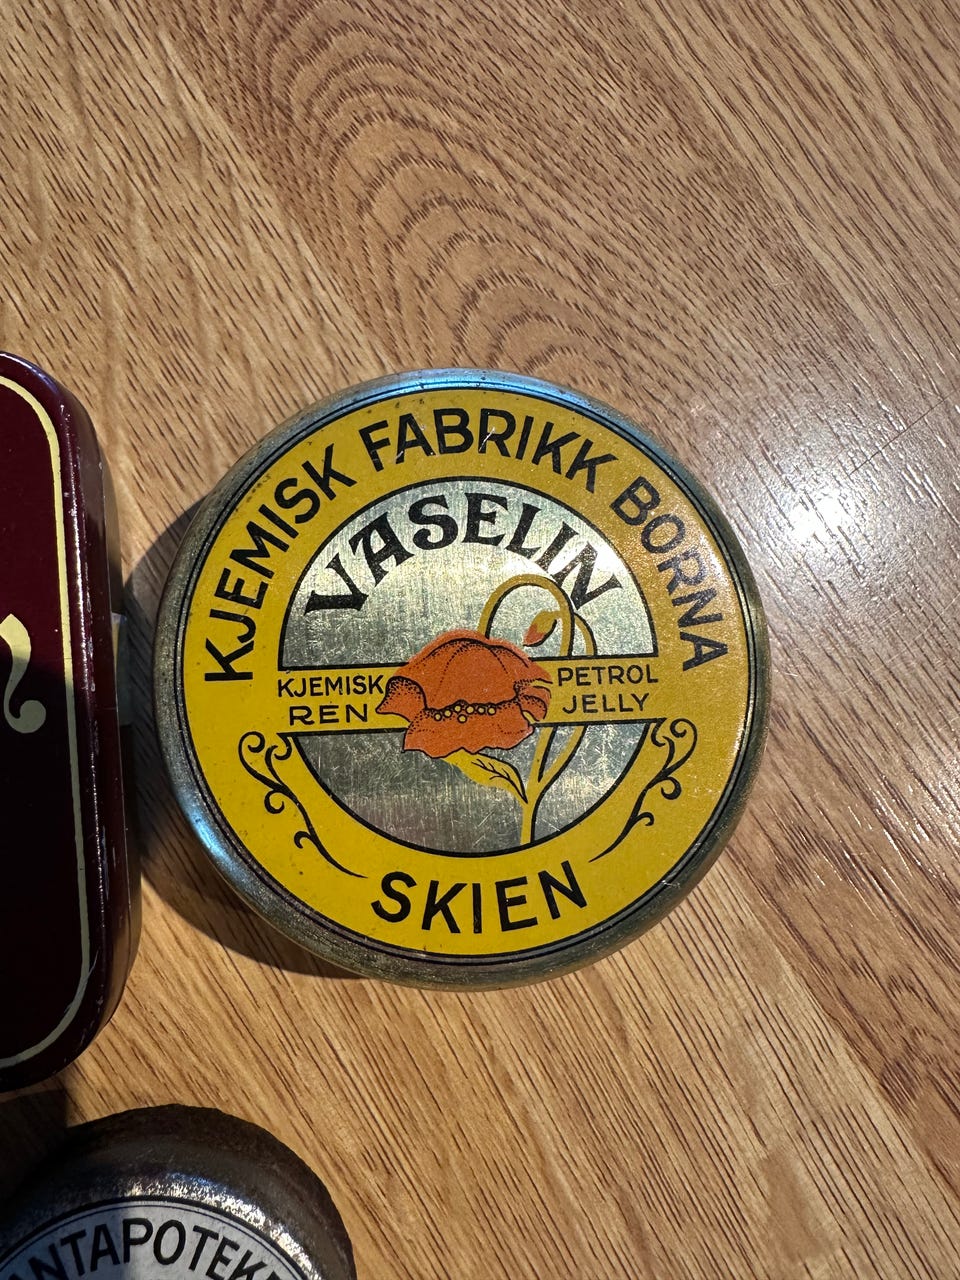 KJEMISK FABRIKK BORNA
VASELIN
KJEMISK
REN
PETROL
JELLY
SKIEN